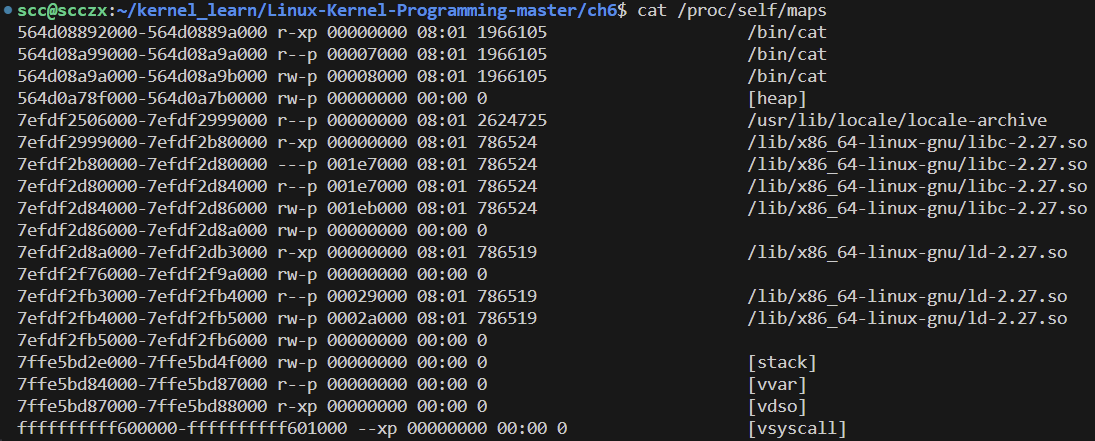 scc@scczx:~/kernel_learn/Linux-Kernel-Programming-master/ch6$ cat /proc/self/maps
564d08892000-564d0889a000 r-xp 00000000 08:01 1966105 /bin/cat
564d08a99000-564d08a9a000 r--p 00007000 08:01 1966105 /bin/cat
564d08a9a000-564d08a9b000 rw-p 00008000 08:01 1966105 /bin/cat
564d0a78f000-564d0a7b0000 rw-p 00000000 00:00 0 [heap]
7efdf2506000-7efdf2999000 r--p 00000000 08:01 2624725 /usr/lib/locale/locale-archive
7efdf2999000-7efdf2b80000 r-xp 00000000 08:01 786524 /lib/x86_64-linux-gnu/libc-2.27.so
7efdf2b80000-7efdf2d80000 ---p 001e7000 08:01 786524 /lib/x86_64-linux-gnu/libc-2.27.so
7efdf2d80000-7efdf2d84000 r--p 001e7000 08:01 786524 /lib/x86_64-linux-gnu/libc-2.27.so
7efdf2d84000-7efdf2d86000 rw-p 001eb000 08:01 786524 /lib/x86_64-linux-gnu/libc-2.27.so
7efdf2d86000-7efdf2d8a000 rw-p 00000000 00:00 0
7efdf2d8a000-7efdf2db3000 r-xp 00000000 08:01 786519 /lib/x86_64-linux-gnu/ld-2.27.so
7efdf2f76000-7efdf2f9a000 rw-p 00000000 00:00 0
7efdf2fb3000-7efdf2fb4000 r--p 00029000 08:01 786519 /lib/x86_64-linux-gnu/ld-2.27.so
7efdf2fb4000-7efdf2fb5000 rw-p 0002a000 08:01 786519 /lib/x86_64-linux-gnu/ld-2.27.so
7efdf2fb5000-7efdf2fb6000 rw-p 00000000 00:00 0
7ffe5bd2e000-7ffe5bd4f000 rw-p 00000000 00:00 0 [stack]
7ffe5bd84000-7ffe5bd87000 r--p 00000000 00:00 0 [vvar]
7ffe5bd87000-7ffe5bd88000 r-xp 00000000 00:00 0 [vdso]
ffffffffff600000-ffffffffff601000 --xp 00000000 00:00 0 [vsyscall]